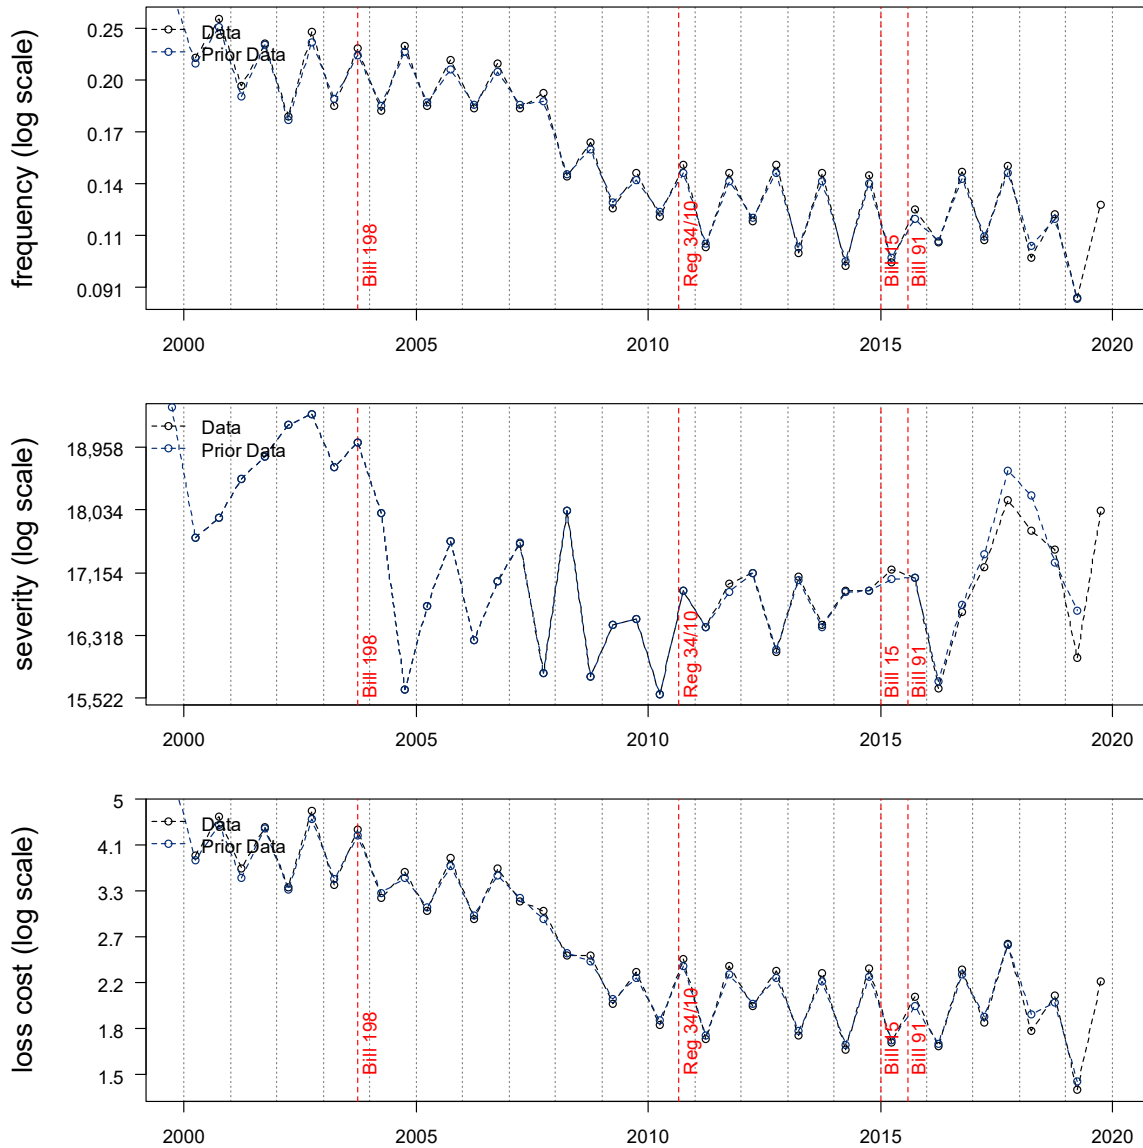 frequency (log scale)
0.25
0.20
0.17
0.14
0.11
0.091
Data
Prior Data
Bill 198
Reg 34/10
Bill 15
Bill 91
2000
2005
2010
2015
2020
severity (log scale)
18,958
18,034
17,154
16,318
15,522
Data
Prior Data
Bill 198
Reg 34/10
Bill 15
Bill 91
2000
2005
2010
2015
2020
loss cost (log scale)
5
4.1
3.3
2.7
2.2
1.8
1.5
Data
Prior Data
Bill 198
Reg 34/10
Bill 15
Bill 91
2000
2005
2010
2015
2020